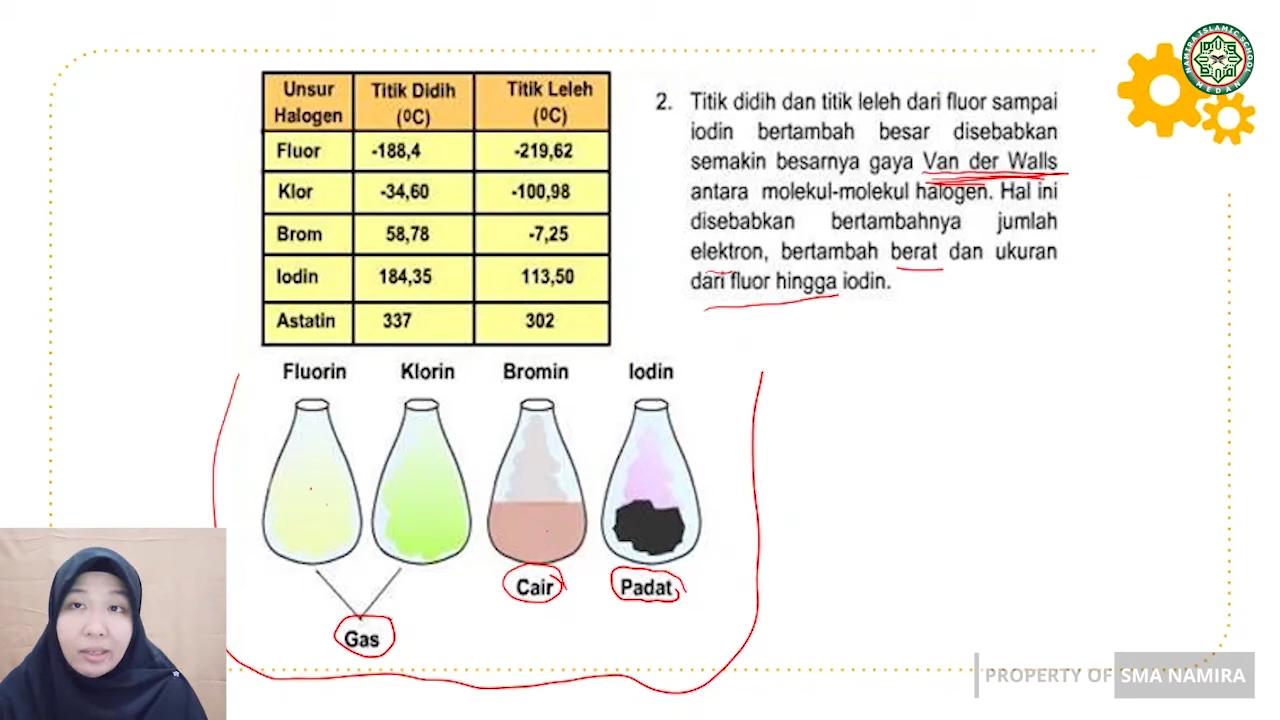 Unsur Halogen Titik Didih (⁰C) Titik Leleh (⁰C)
Fluor -188,4 -219,62
Klor -34,60 -100,98
Brom 58,78 -7,25
Iodin 184,35 113,50
Astatin 337 302
2. Titik didih dan titik leleh dari fluor sampai
iodin bertambah besar disebabkan
semakin besarnya gaya Van der Walls
antara molekul-molekul halogen. Hal ini
disebabkan bertambahnya jumlah
elektron, bertambah berat dan ukuran
dari fluor hingga iodin.
Fluorin Klorin Bromin Iodin
Cair Padat
Gas
NAMIRA ISLAMIC SCHOOL
MEDAN
PROPERTY OF SMA NAMIRA